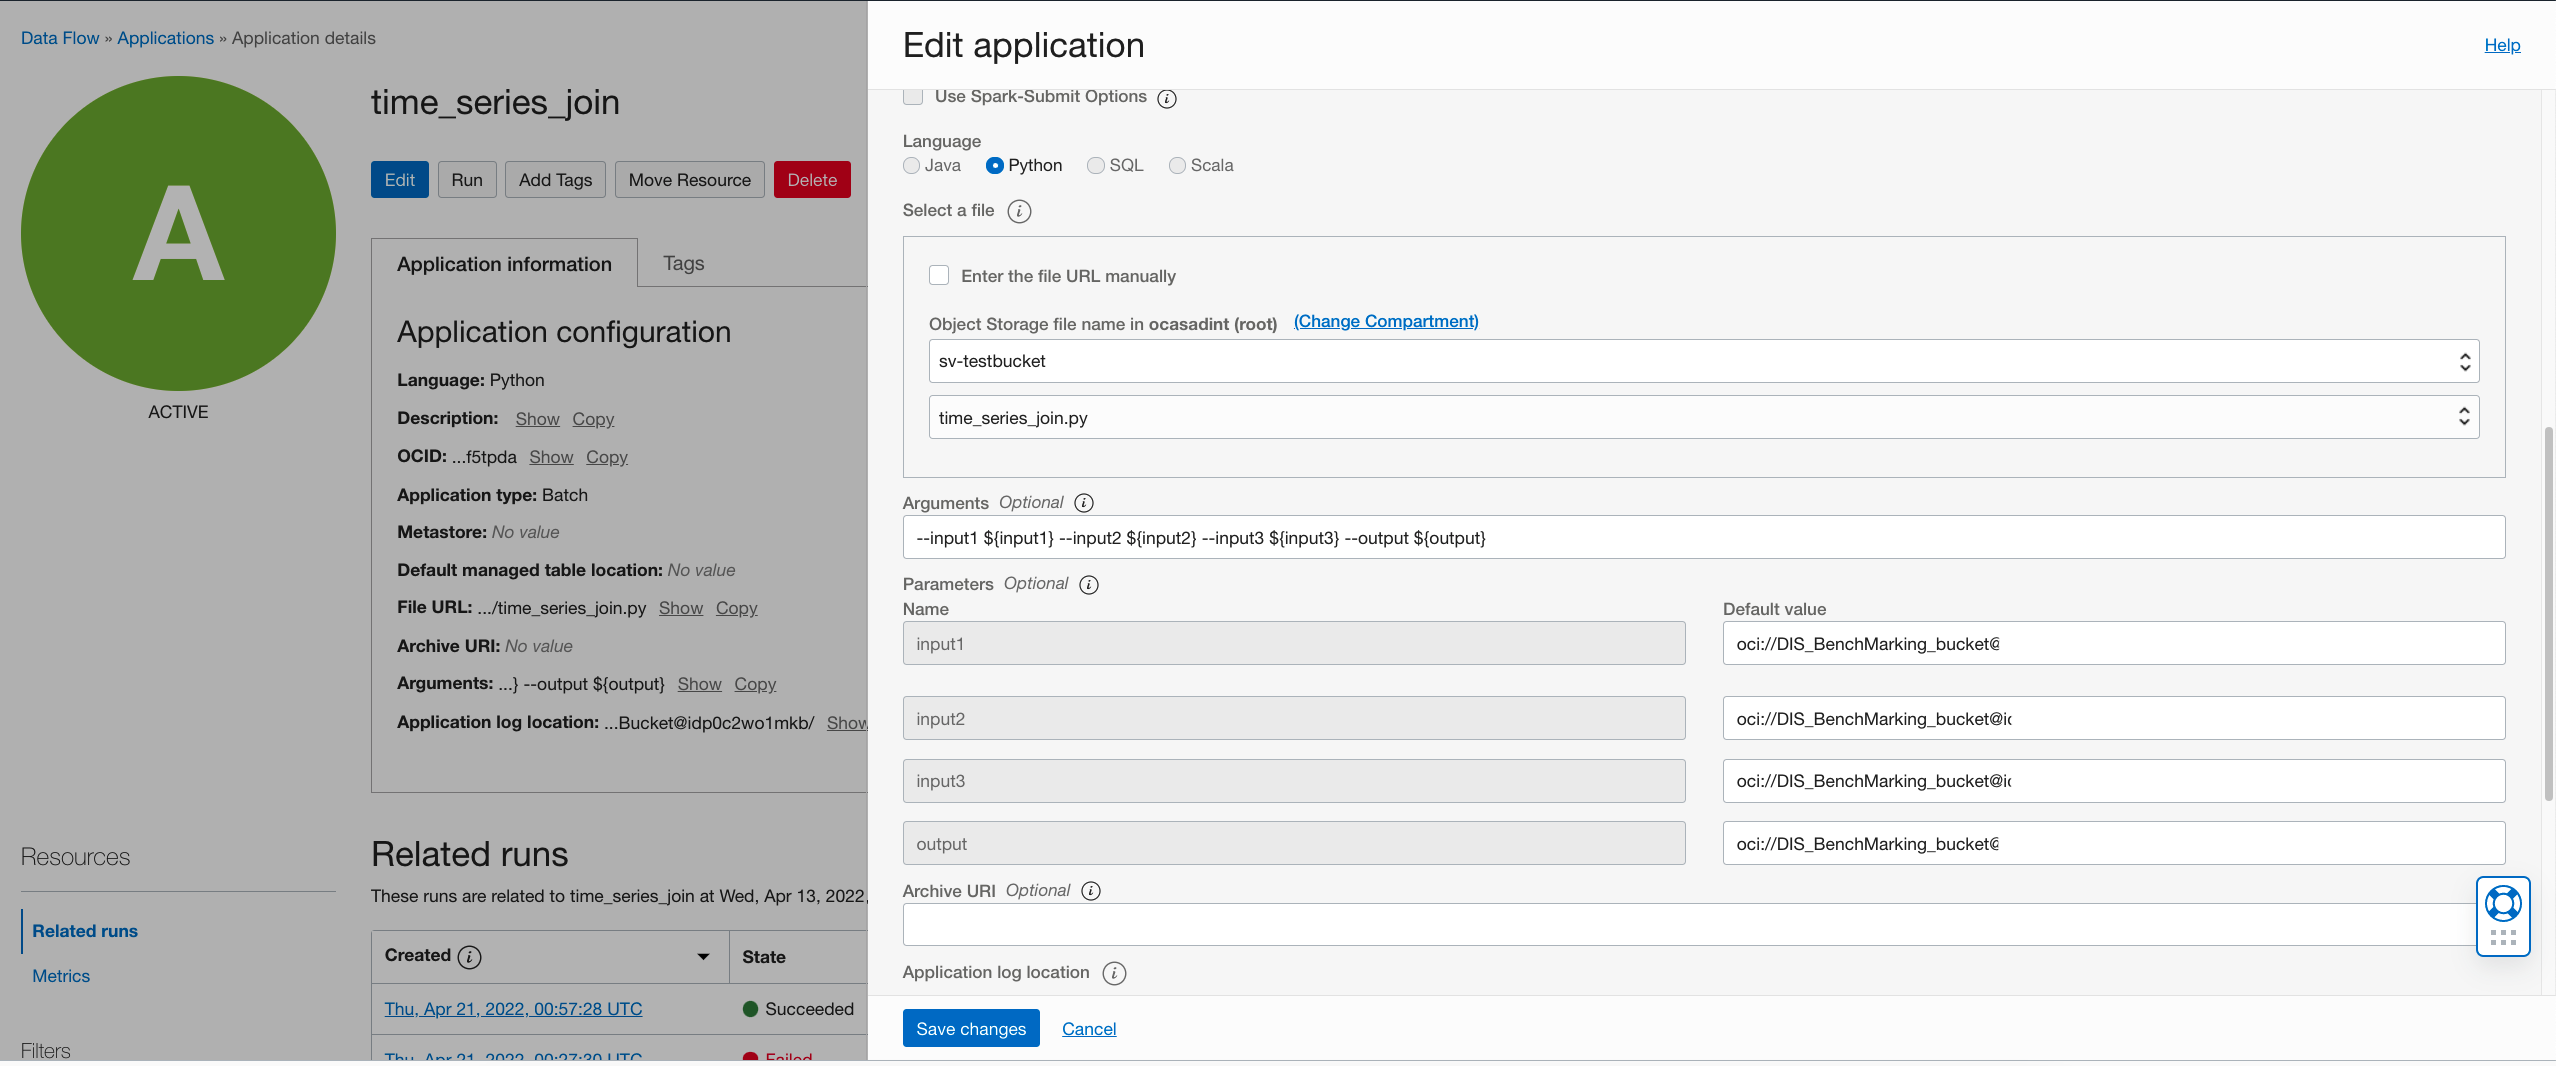 Data Flow » Applications » Application details
A
ACTIVE
time_series_join
Edit Run Add Tags Move Resource Delete
Application information Tags
Application configuration
Language: Python
Description: Show Copy
OCID: ...f5tpda Show Copy
Application type: Batch
Metastore: No value
Default managed table location: No value
File URL: .../time_series_join.py Show Copy
Archive URI: No value
Arguments: ...} --output ${output} Show Copy
Application log location: ...Bucket@idp0c2wo1mkb/ Show
Resources
Related runs
Metrics
Filters
Related runs
These runs are related to time_series_join at Wed, Apr 13, 2022,
Created i State
Thu, Apr 21, 2022, 00:57:28 UTC Succeeded
Thu, Apr 21, 2022, 00:27:30 UTC Failed
Edit application
Help
Use Spark-Submit Options i
Language
Java Python SQL Scala
Select a file i
Enter the file URL manually
Object Storage file name in ocasadint (root) (Change Compartment)
sv-testbucket
time_series_join.py
Arguments Optional i
--input1 ${input1} --input2 ${input2} --input3 ${input3} --output ${output}
Parameters Optional i
Name Default value
input1 oci://DIS_BenchMarking_bucket@
input2 oci://DIS_BenchMarking_bucket@i
input3 oci://DIS_BenchMarking_bucket@i
output oci://DIS_BenchMarking_bucket@
Archive URI Optional i
Application log location i
Save changes Cancel